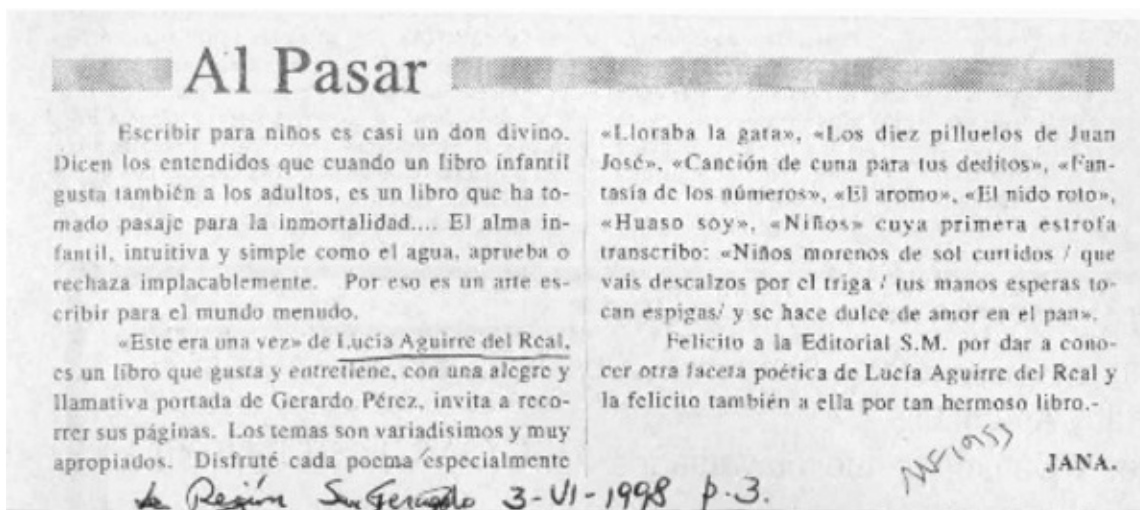 Al Pasar
Escribir para niños es casi un don divino.
Dicen los entendidos que cuando un libro infantil
gusta también a los adultos, es un libro que ha to-
mado pasaje para la inmortalidad.... El alma in-
fantil, intuitiva y simple como el agua, aprueba o
rechaza implacablemente. Por eso es un arte es-
cribir para el mundo menudo.
«Este era una vez» de Lucía Aguirre del Real,
es un libro que gusta y entretiene, con una alegre y
llamativa portada de Gerardo Pérez, invita a reco-
rrer sus páginas. Los temas son variadísimos y muy
apropiados. Disfruté cada poema especialmente
«Lloraba la gata», «Los diez pilluelos de Juan
José», «Canción de cuna para tus deditos», «Fan-
tasía de los números», «El aromo», «El nido roto»,
«Huaso soy», «Niños» cuya primera estrofa
transcribo: «Niños morenos de sol curtidos / que
vais descalzos por el triga / tus manos esperas to-
can espigas/ y se hace dulce de amor en el pan».
Felicito a la Editorial S.M. por dar a cono-
cer otra faceta poética de Lucía Aguirre del Real y
la felicito también a ella por tan hermoso libro.-
JANA.
La Región San Fernando 3-VI-1998 p.3.